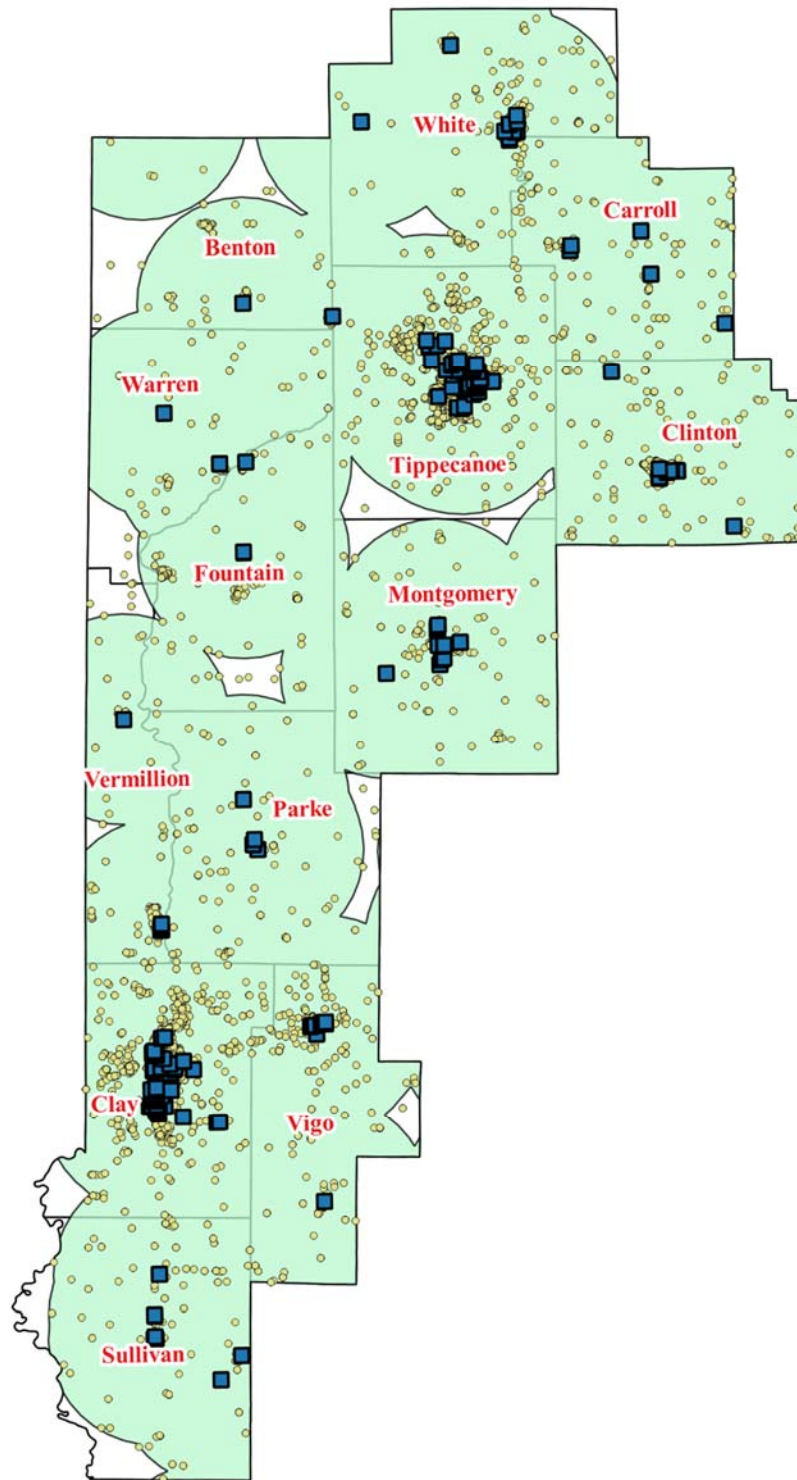 White
Carroll
Benton
Warren
Clinton
Tippecanoe
Fountain
Montgomery
Vermillion
Parke
Clay
Vigo
Sullivan